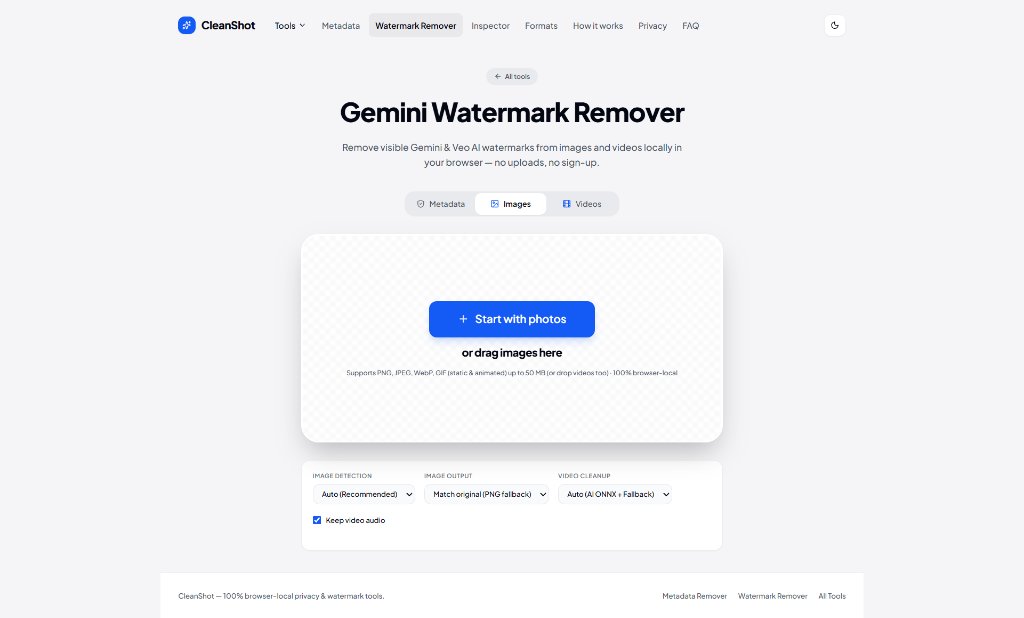 CleanShot Tools Metadata Watermark Remover Inspector Formats How it works Privacy FAQ
← All tools
Gemini Watermark Remover
Remove visible Gemini & Veo AI watermarks from images and videos locally in
your browser — no uploads, no sign-up.
Metadata Images Videos
+ Start with photos
or drag images here
Supports PNG, JPEG, WebP, GIF (static & animated) up to 50 MB (or drop videos too) · 100% browser-local
IMAGE DETECTION IMAGE OUTPUT VIDEO CLEANUP
Auto (Recommended) Match original (PNG fallback) Auto (AI ONNX + Fallback)
Keep video audio
CleanShot — 100% browser-local privacy & watermark tools. Metadata Remover Watermark Remover All Tools